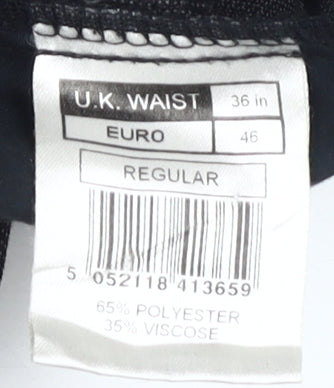 U.K. WAIST 36 in
EURO 46
REGULAR
5 052118 413659
65% POLYESTER
35% VISCOSE